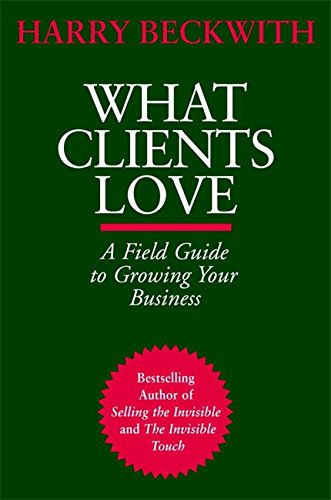 HARRY BECKWITH
WHAT
CLIENTS
LOVE
A Field Guide
to Growing Your
Business
Bestselling
Author of
Selling the Invisible
and The Invisible
Touch